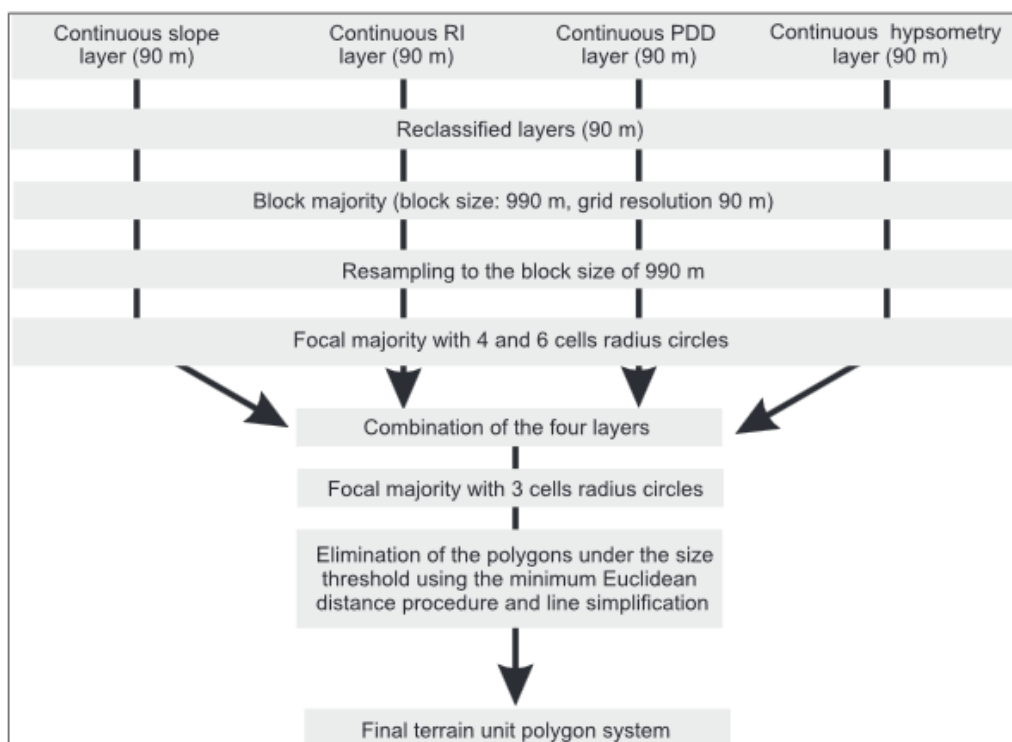 Continuous slope
layer (90 m)
Continuous RI
layer (90 m)
Continuous PDD
layer (90 m)
Continuous hypsometry
layer (90 m)
Reclassified layers (90 m)
Block majority (block size: 990 m, grid resolution 90 m)
Resampling to the block size of 990 m
Focal majority with 4 and 6 cells radius circles
Combination of the four layers
Focal majority with 3 cells radius circles
Elimination of the polygons under the size
threshold using the minimum Euclidean
distance procedure and line simplification
Final terrain unit polygon system